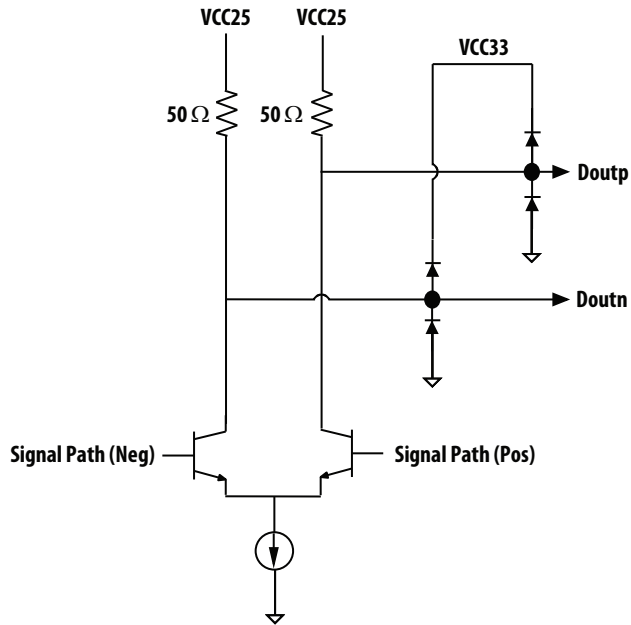 VCC25
VCC25
VCC33
50 Ω
50 Ω
Doutp
Doutn
Signal Path (Neg)
Signal Path (Pos)